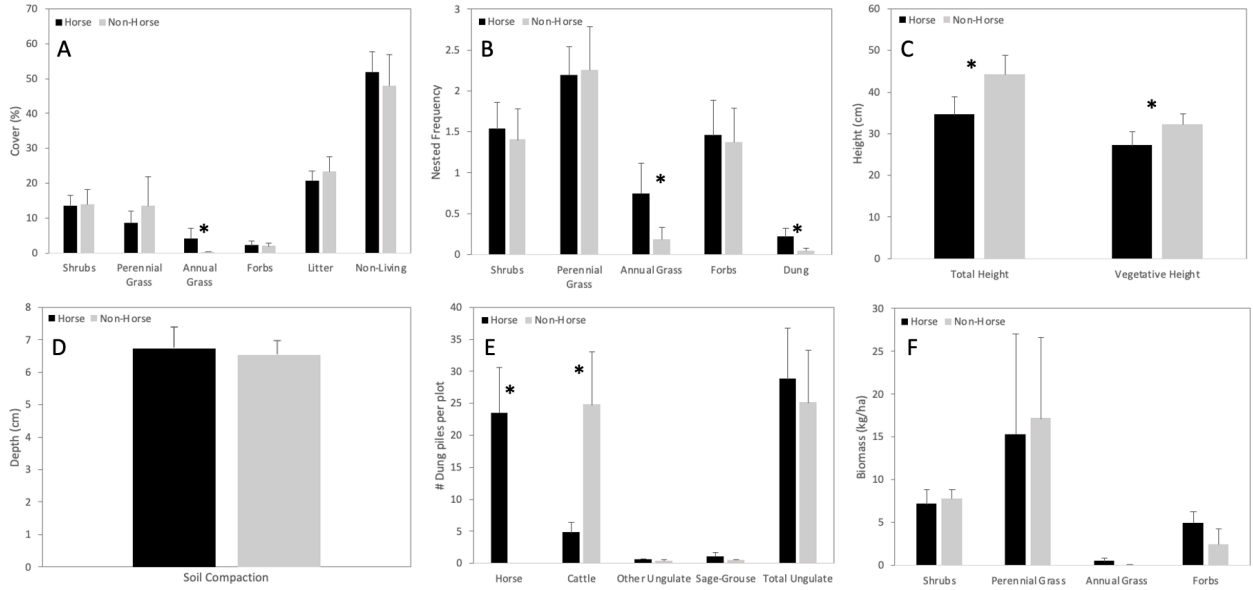 70
60
50
40
30
20
10
0
Cover (%)
Horse Non-Horse
A
*
Shrubs Perennial Grass Annual Grass Forbs Litter Non-Living
3
2.5
2
1.5
1
0.5
0
Nested Frequency
Horse Non-Horse
B
* *
Shrubs Perennial Grass Annual Grass Forbs Dung
60
50
40
30
20
10
0
Height (cm)
Horse Non-Horse
C
* *
Total Height Vegetative Height
8
7
6
5
4
3
2
1
0
Depth (cm)
Horse Non-Horse
D
Soil Compaction
40
35
30
25
20
15
10
5
0
# Dung piles per plot
Horse Non-Horse
E
* *
Horse Cattle Other Ungulate Sage-Grouse Total Ungulate
30
25
20
15
10
5
0
Biomass (kg/ha)
Horse Non-Horse
F
Shrubs Perennial Grass Annual Grass Forbs